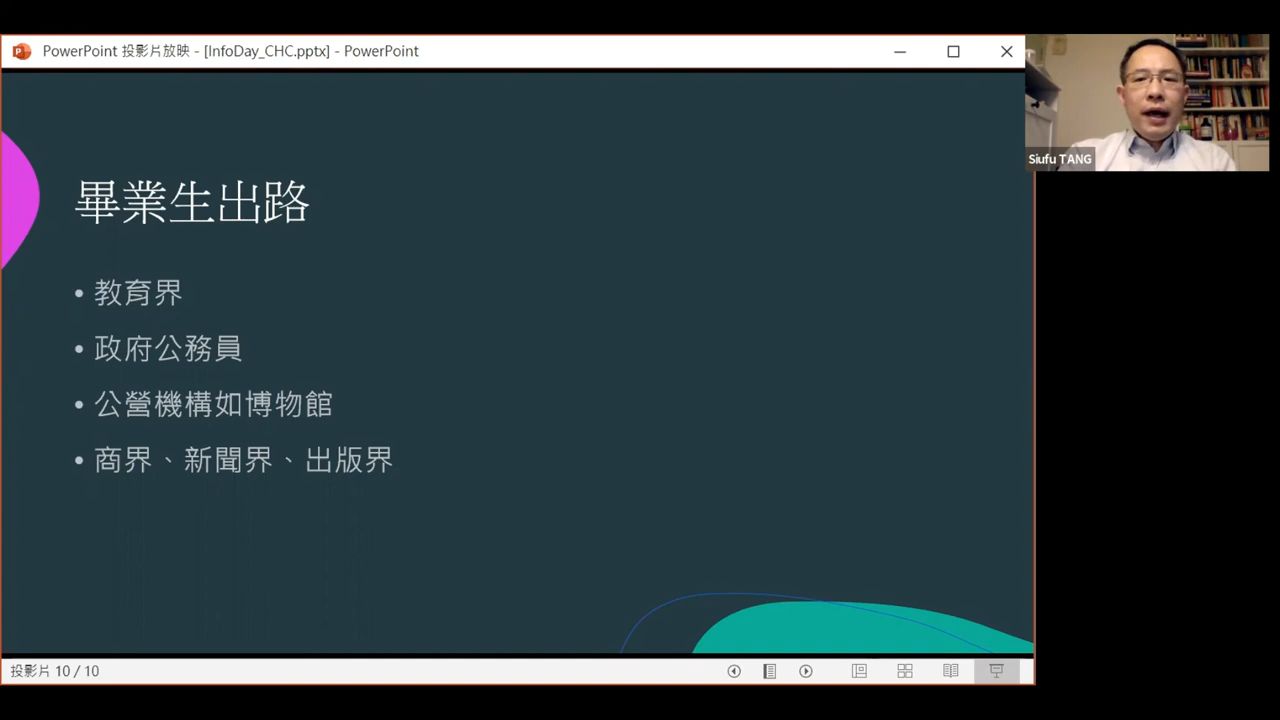 PowerPoint 投影片放映 - [InfoDay_CHC.pptx] - PowerPoint
Siufu TANG
畢業生出路
• 教育界
• 政府公務員
• 公營機構如博物館
• 商界、新聞界、出版界
投影片 10 / 10